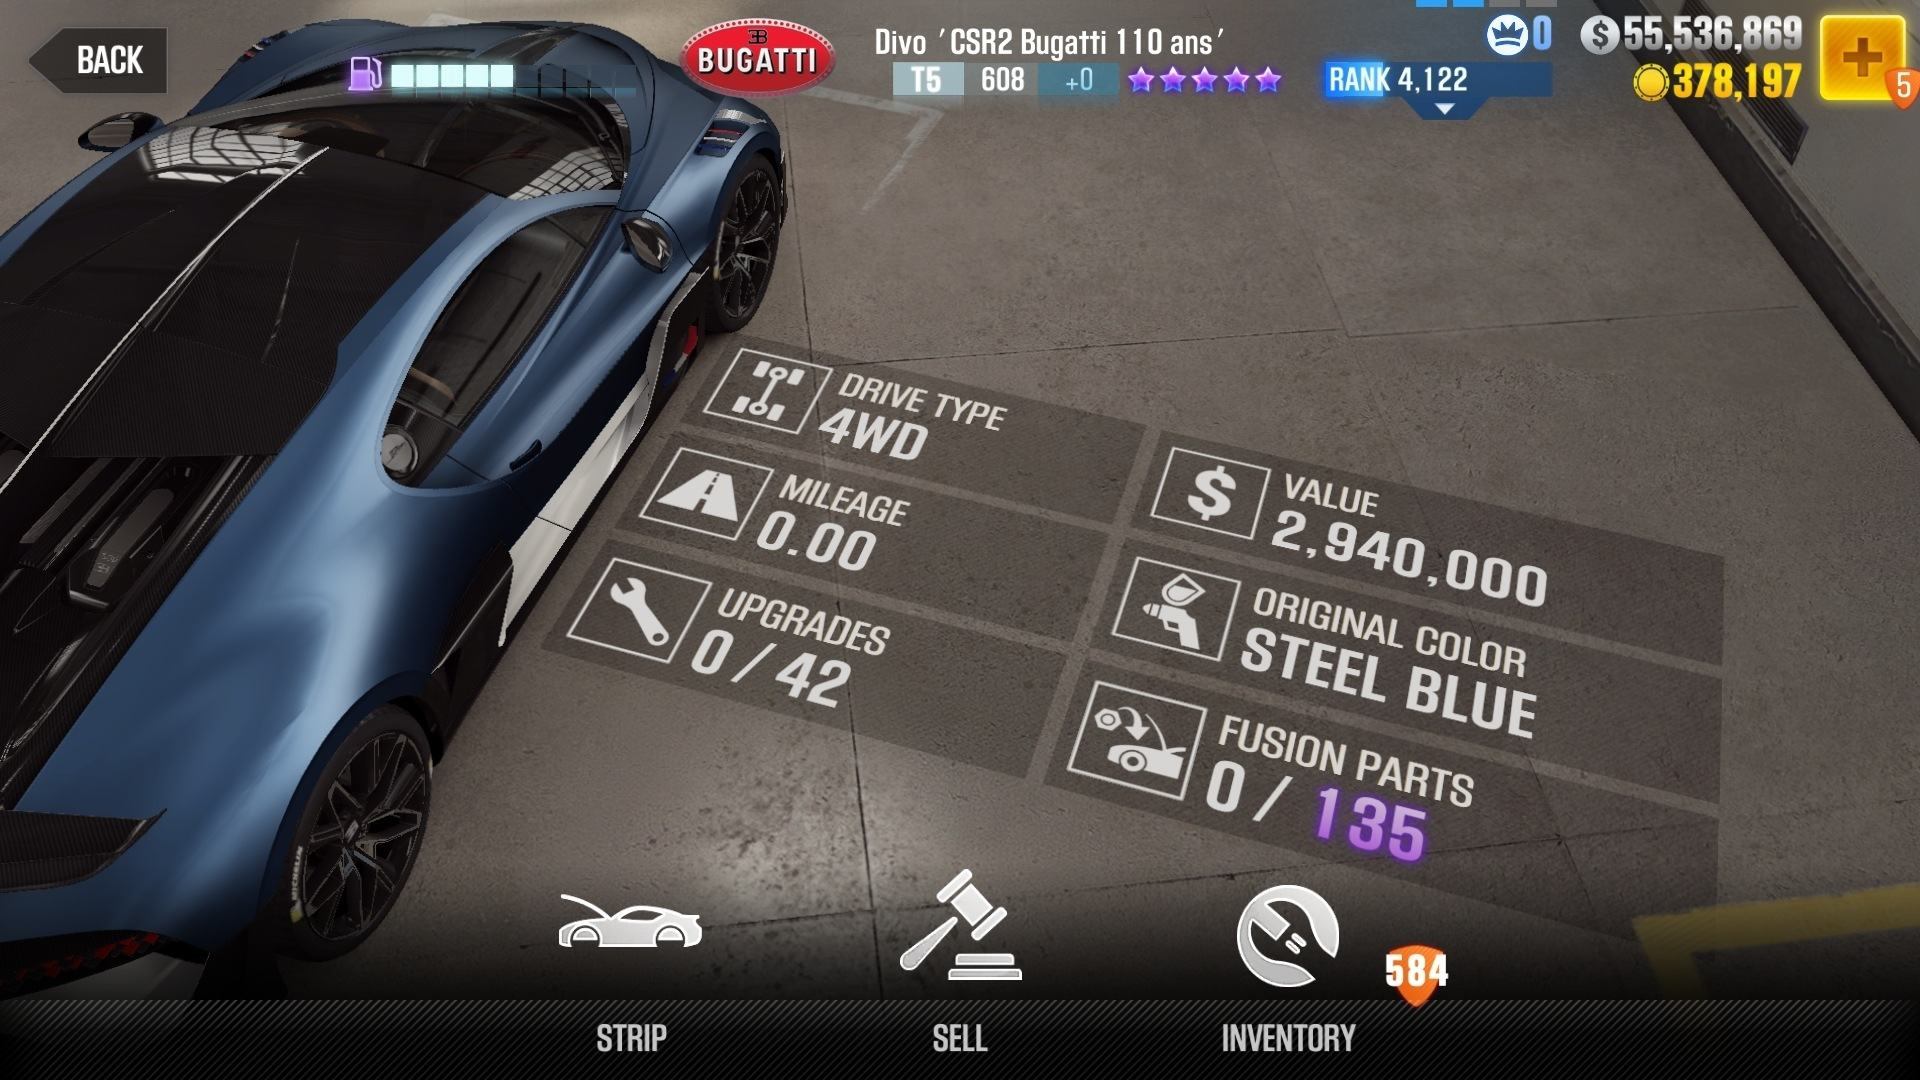 BACK
BUGATTI
Divo 'CSR2 Bugatti 110 ans'
T5 608 +0
RANK 4,122
0
55,536,869
378,197
5
DRIVE TYPE
4WD
MILEAGE
0.00
UPGRADES
0/42
VALUE
2,940,000
ORIGINAL COLOR
STEEL BLUE
FUSION PARTS
0/ 135
584
STRIP
SELL
INVENTORY